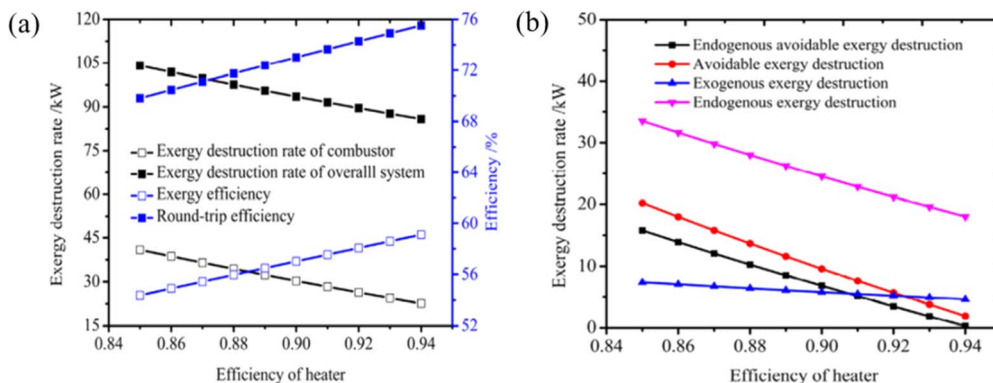 (a)
120
105
90
75
60
45
30
15
Exergy destruction rate /kW
76
72
68
64
60
59
56
52
Efficiency /%
Exergy destruction rate of combustor
Exergy destruction rate of overalll system
Exergy efficiency
Round-trip efficiency
0.84
0.86
0.88
0.90
0.92
0.94
Efficiency of heater
(b)
50
40
30
20
10
0
Exergy destruction rate / kW
Endogenous avoidable exergy destruction
Avoidable exergy destruction
Exogenous exergy destruction
Endogenous exergy destruction
0.84
0.86
0.88
0.90
0.92
0.94
Efficiency of heater